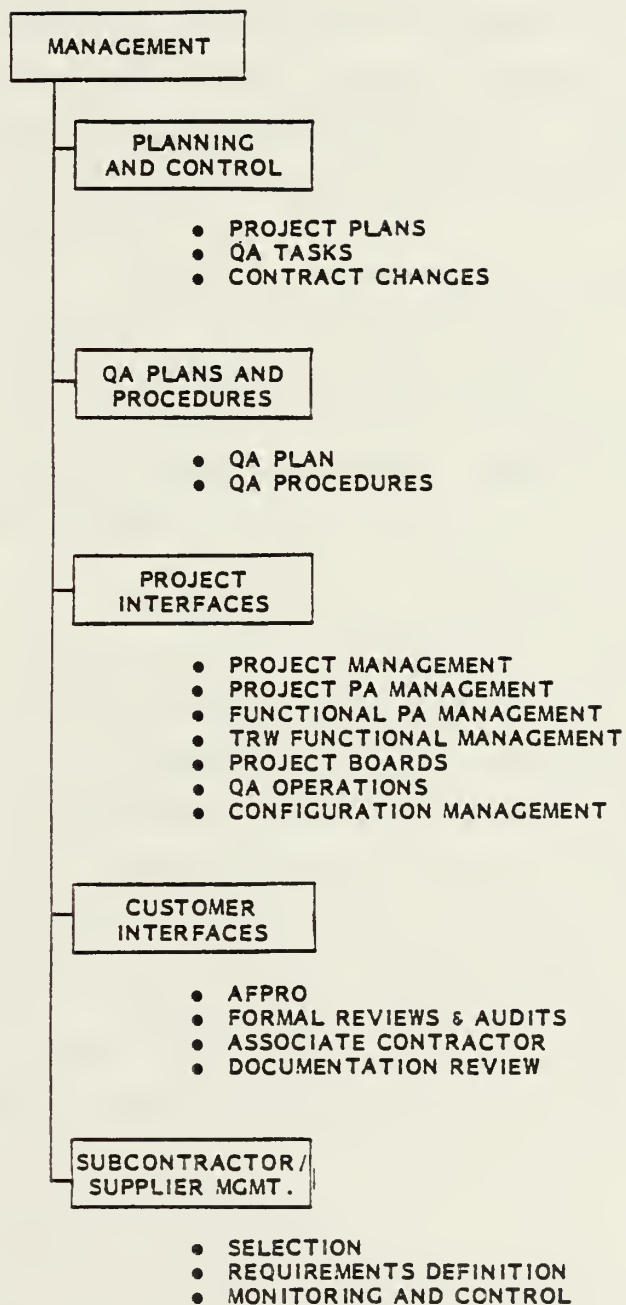 MANAGEMENT
PLANNING
AND CONTROL
● PROJECT PLANS
● QA TASKS
● CONTRACT CHANGES
QA PLANS AND
PROCEDURES
● QA PLAN
● QA PROCEDURES
PROJECT
INTERFACES
● PROJECT MANAGEMENT
● PROJECT PA MANAGEMENT
● FUNCTIONAL PA MANAGEMENT
● TRW FUNCTIONAL MANAGEMENT
● PROJECT BOARDS
● QA OPERATIONS
● CONFIGURATION MANAGEMENT
CUSTOMER
INTERFACES
● AFPRO
● FORMAL REVIEWS & AUDITS
● ASSOCIATE CONTRACTOR
● DOCUMENTATION REVIEW
SUBCONTRACTOR/
SUPPLIER MGMT.
● SELECTION
● REQUIREMENTS DEFINITION
● MONITORING AND CONTROL